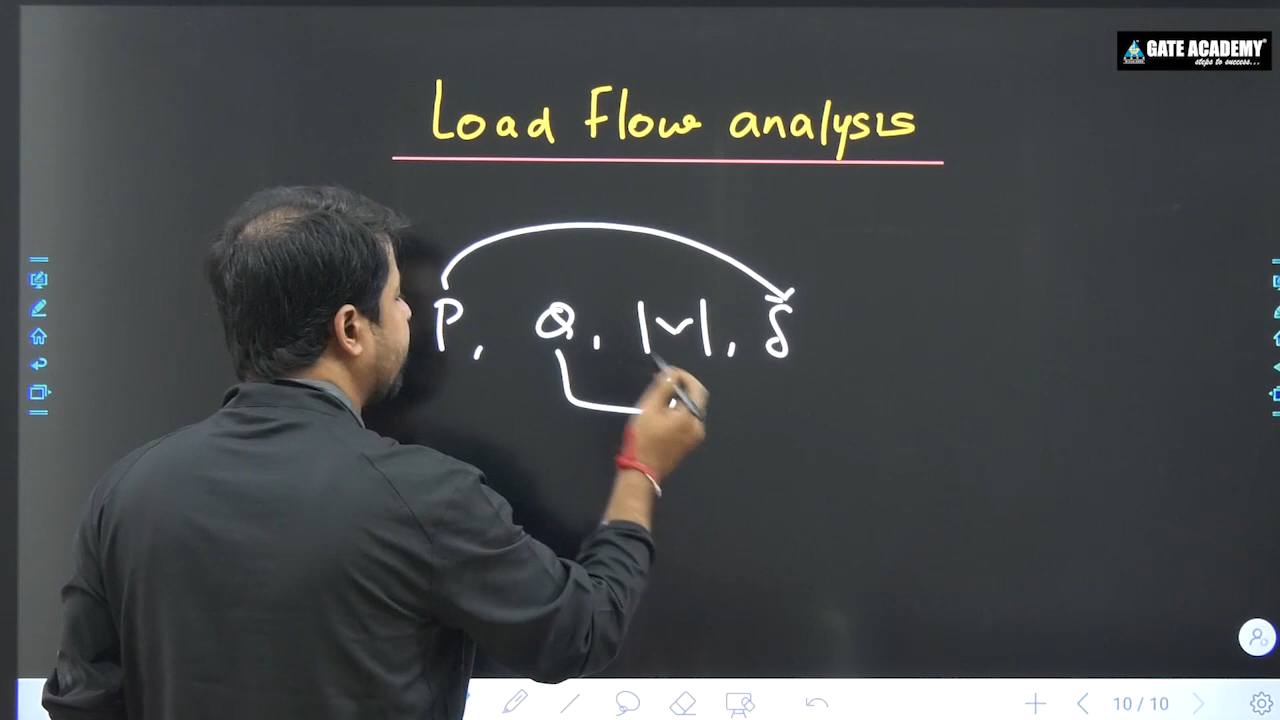 GATE ACADEMY
steps to success...
Load Flow analysis
P, Q, |v|, δ
10 / 10